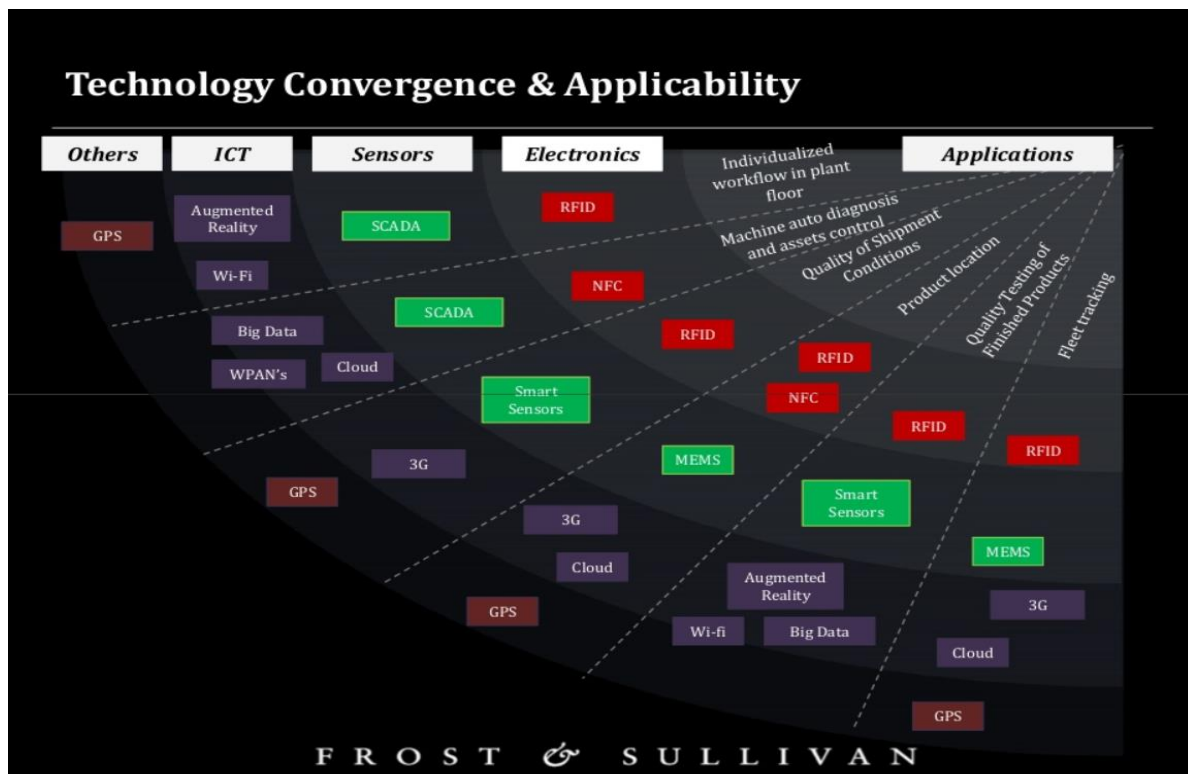 Technology Convergence & Applicability
Others
ICT
Sensors
Electronics
Applications
Individualized
workflow in plant
floor
Machine auto diagnosis
and assets control
Quality of Shipment
Conditions
Product location
Quality Testing of
Finished Products
Fleet tracking
GPS
Augmented
Reality
SCADA
RFID
Wi-Fi
NFC
SCADA
Big Data
RFID
WPAN's
Cloud
RFID
Smart
Sensors
NFC
RFID
3G
MEMS
RFID
GPS
Smart
Sensors
3G
MEMS
Cloud
Augmented
Reality
GPS
3G
Wi-fi
Big Data
Cloud
GPS
FROST & SULLIVAN